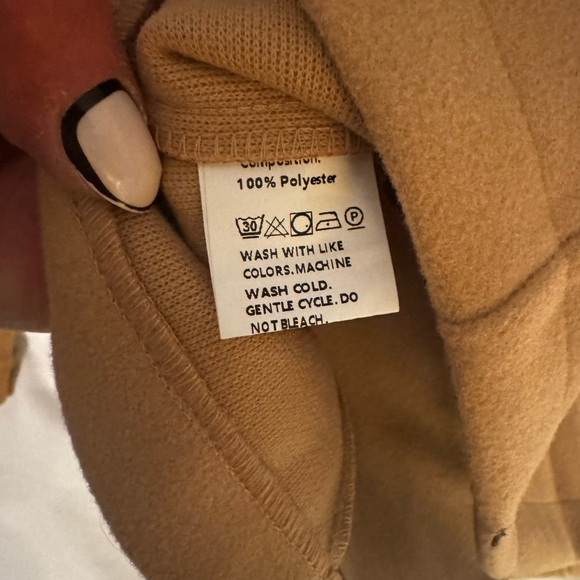 Composition:
100% Polyester
30 P
WASH WITH LIKE
COLORS.MACHINE
WASH COLD.
GENTLE CYCLE.DO
NOT BLEACH.